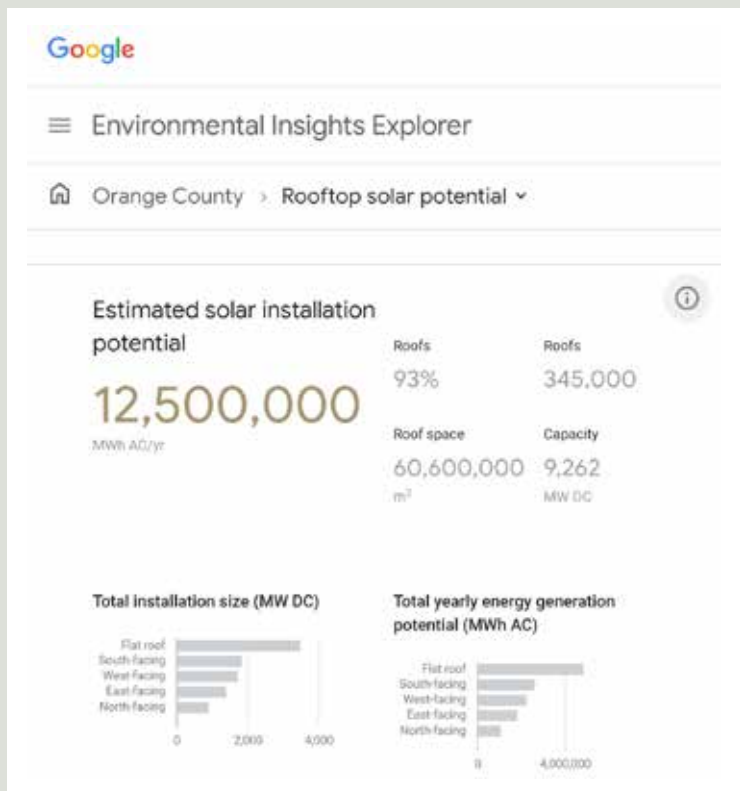 Google
Environmental Insights Explorer
Orange County > Rooftop solar potential
Estimated solar installation
potential
12,500,000
MWh AC/yr
Roofs
93%
Roofs
345,000
Roof space
60,600,000
m²
Capacity
9,262
MW DC
Total installation size (MW DC)
Flat roof
South-facing
West-facing
East-facing
North-facing
0 2,000 4,000
Total yearly energy generation
potential (MWh AC)
Flat roof
South-facing
West-facing
East-facing
North-facing
0 4,000,000